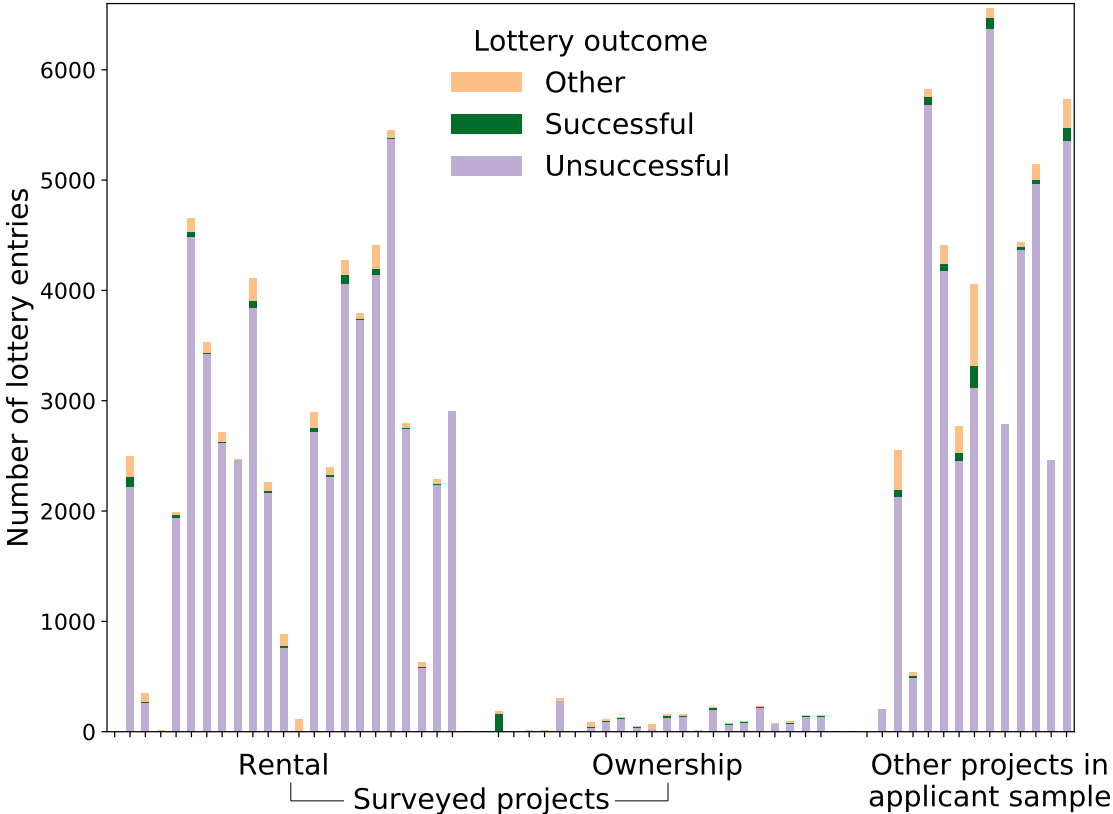 Lottery outcome
Other
Successful
Unsuccessful
Number of lottery entries
6000
5000
4000
3000
2000
1000
0
Rental
Ownership
Other projects in
applicant sample
Surveyed projects